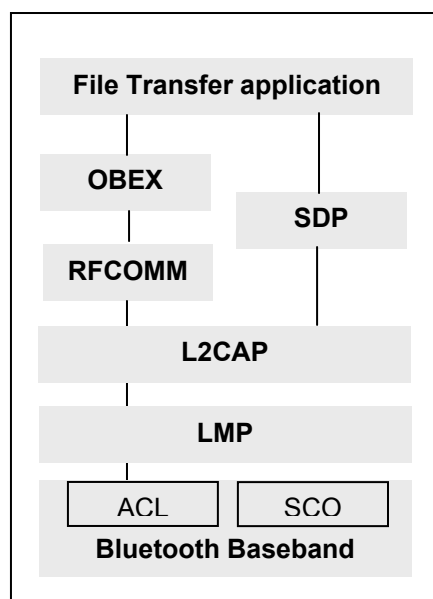 File Transfer application
OBEX
SDP
RFCOMM
L2CAP
LMP
ACL
SCO
Bluetooth Baseband